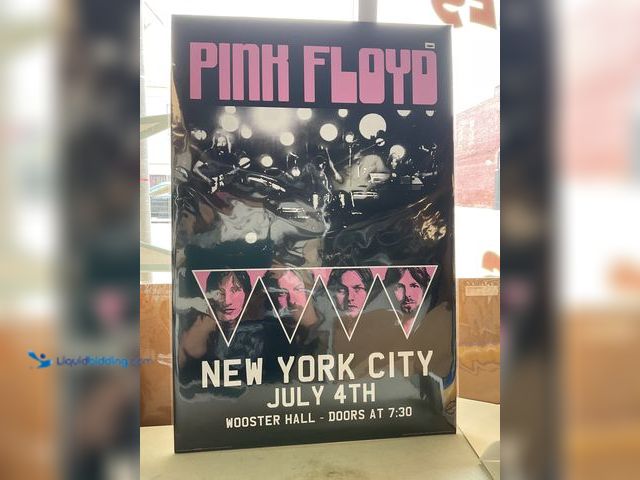 PINK FLOYD
NEW YORK CITY
JULY 4TH
WOOSTER HALL - DOORS AT 7:30
Liquidbidding.com